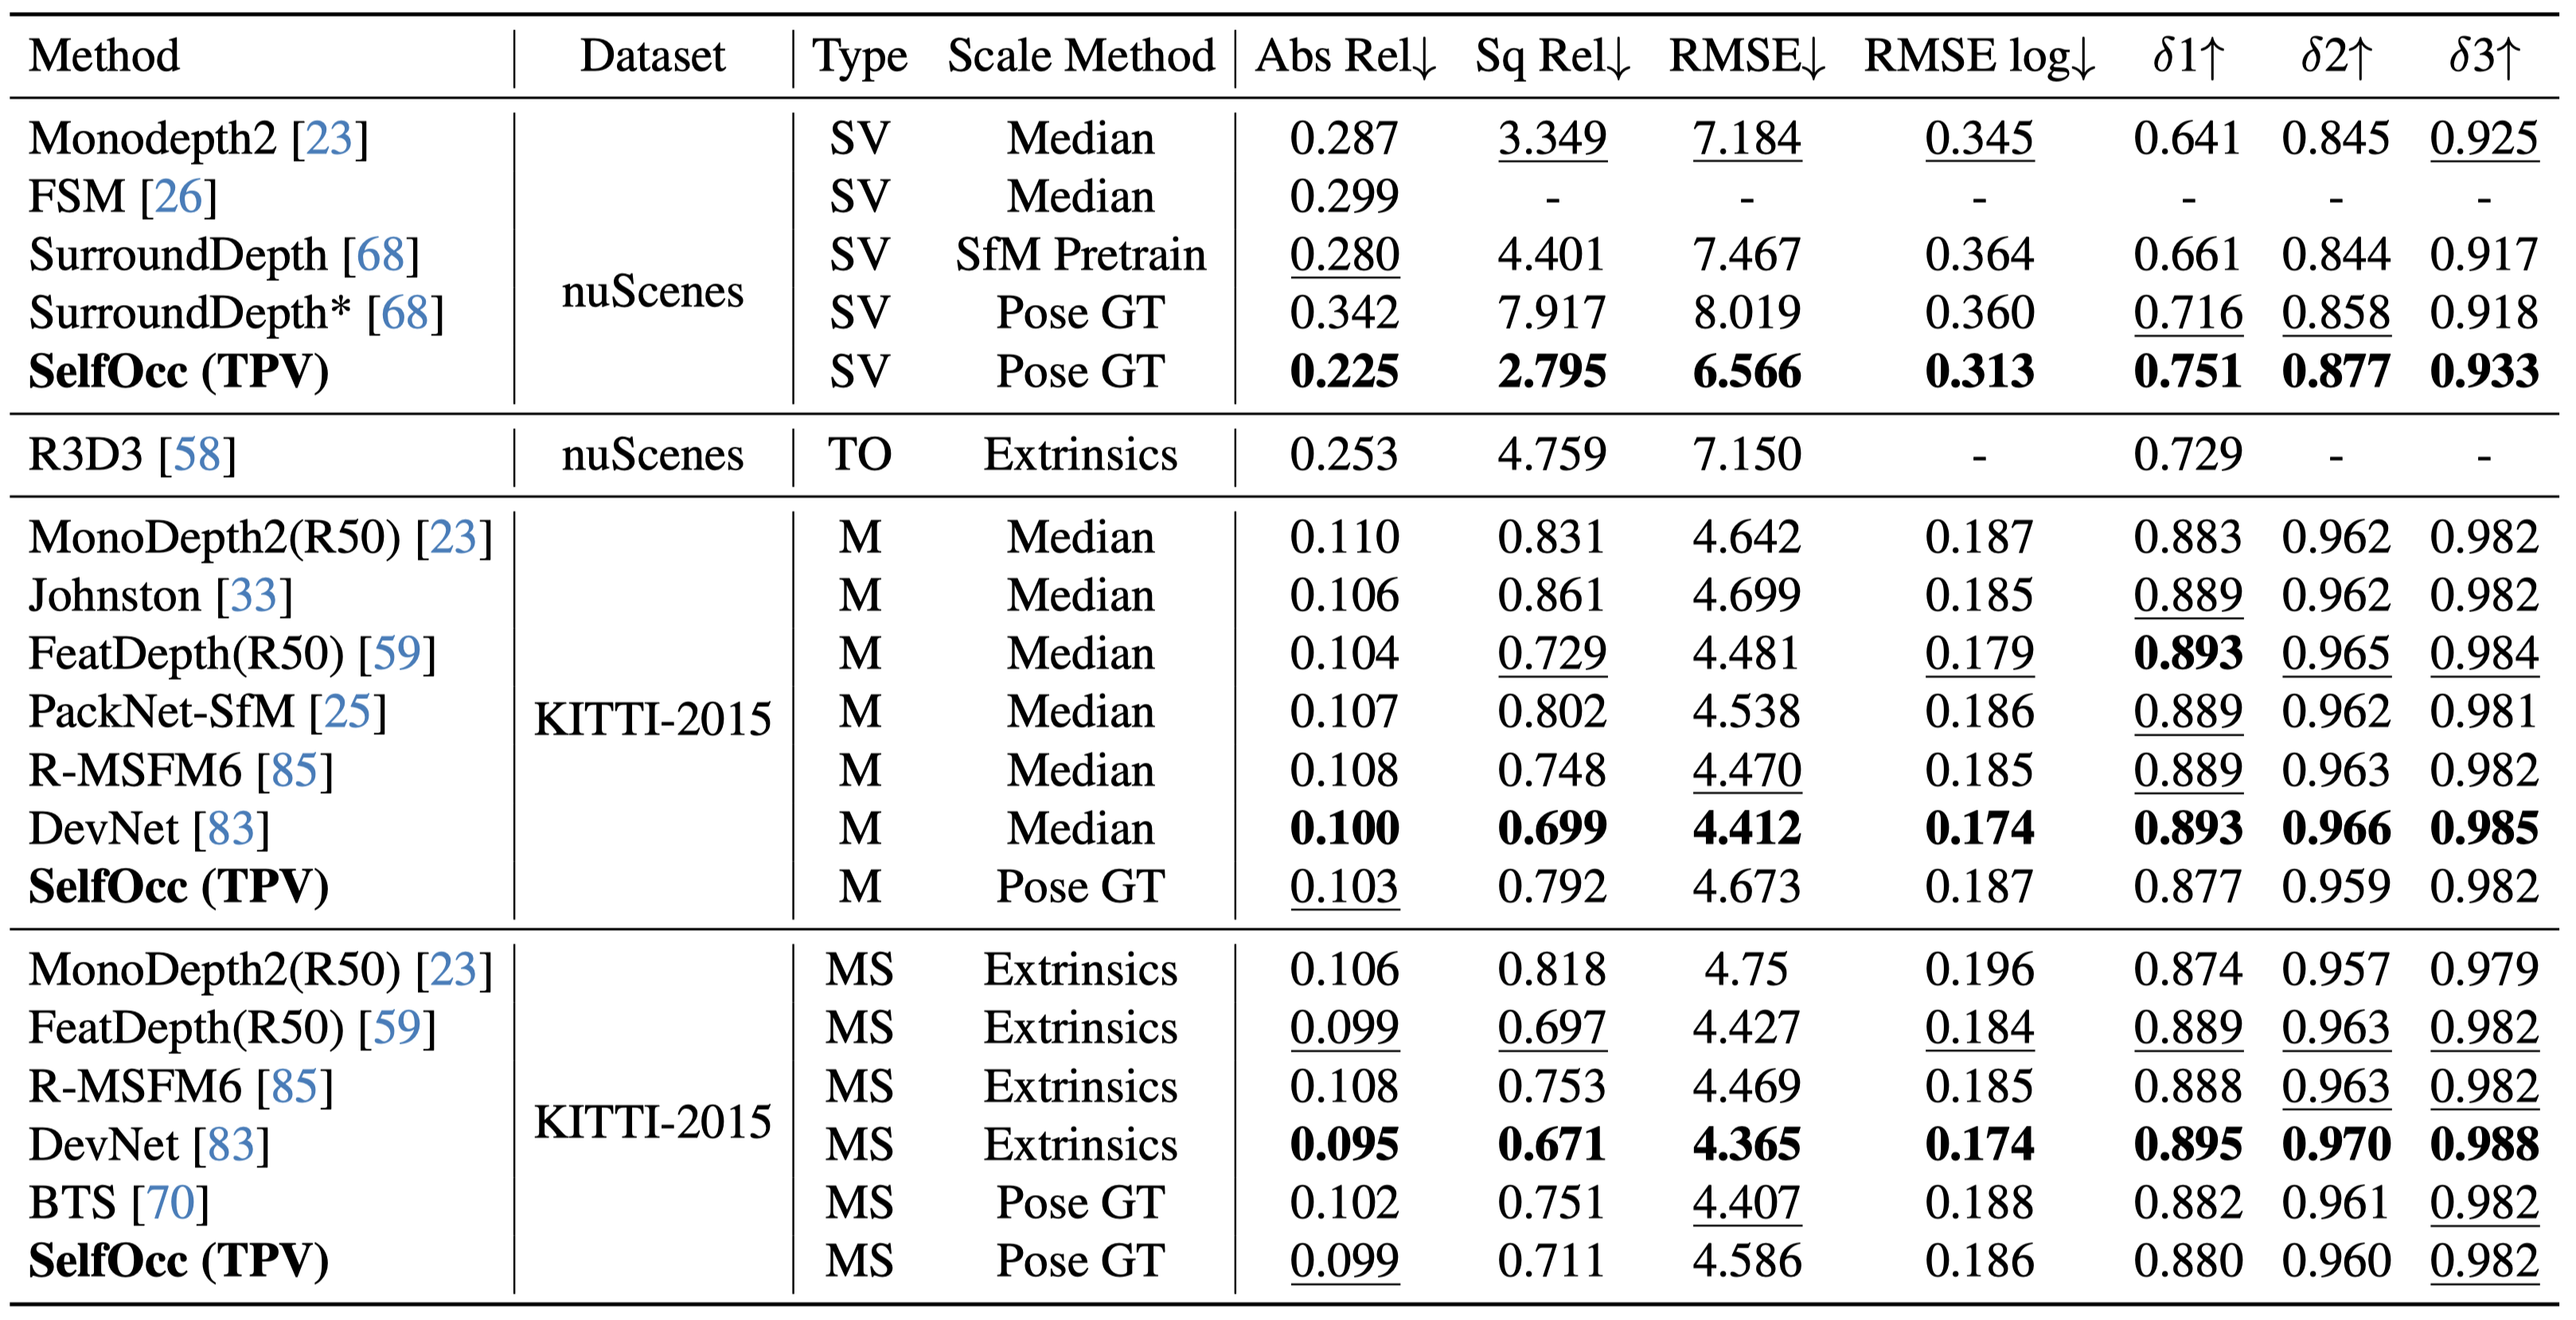 Method Dataset Type Scale Method Abs Rel↓ Sq Rel↓ RMSE↓ RMSE log↓ δ1↑ δ2↑ δ3↑
Monodepth2 [23] SV Median 0.287 3.349 7.184 0.345 0.641 0.845 0.925
FSM [26] SV Median 0.299 - - - - - -
SurroundDepth [68] SV SfM Pretrain 0.280 4.401 7.467 0.364 0.661 0.844 0.917
nuScenes
SurroundDepth* [68] SV Pose GT 0.342 7.917 8.019 0.360 0.716 0.858 0.918
SelfOcc (TPV) SV Pose GT 0.225 2.795 6.566 0.313 0.751 0.877 0.933
R3D3 [58] nuScenes TO Extrinsics 0.253 4.759 7.150 - 0.729 - -
MonoDepth2(R50) [23] M Median 0.110 0.831 4.642 0.187 0.883 0.962 0.982
Johnston [33] M Median 0.106 0.861 4.699 0.185 0.889 0.962 0.982
FeatDepth(R50) [59] M Median 0.104 0.729 4.481 0.179 0.893 0.965 0.984
PackNet-SfM [25] KITTI-2015 M Median 0.107 0.802 4.538 0.186 0.889 0.962 0.981
R-MSFM6 [85] M Median 0.108 0.748 4.470 0.185 0.889 0.963 0.982
DevNet [83] M Median 0.100 0.699 4.412 0.174 0.893 0.966 0.985
SelfOcc (TPV) M Pose GT 0.103 0.792 4.673 0.187 0.877 0.959 0.982
MonoDepth2(R50) [23] MS Extrinsics 0.106 0.818 4.75 0.196 0.874 0.957 0.979
FeatDepth(R50) [59] MS Extrinsics 0.099 0.697 4.427 0.184 0.889 0.963 0.982
R-MSFM6 [85] MS Extrinsics 0.108 0.753 4.469 0.185 0.888 0.963 0.982
KITTI-2015
DevNet [83] MS Extrinsics 0.095 0.671 4.365 0.174 0.895 0.970 0.988
BTS [70] MS Pose GT 0.102 0.751 4.407 0.188 0.882 0.961 0.982
SelfOcc (TPV) MS Pose GT 0.099 0.711 4.586 0.186 0.880 0.960 0.982